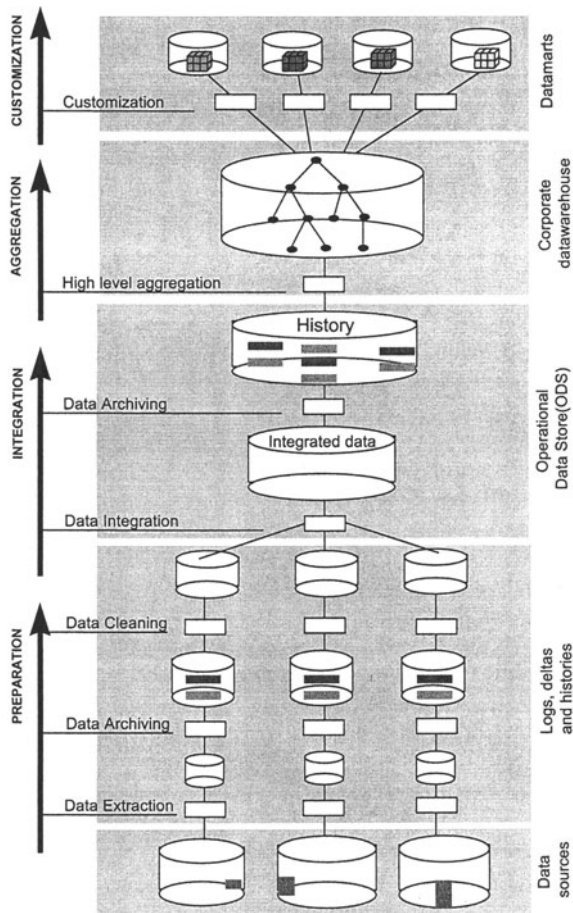 CUSTOMIZATION
Customization
Datamarts
AGGREGATION
High level aggregation
Corporate
datawarehouse
INTEGRATION
History
Data Archiving
Integrated data
Data Integration
Operational
Data Store(ODS)
PREPARATION
Data Cleaning
Data Archiving
Data Extraction
Logs, deltas
and histories
Data
sources